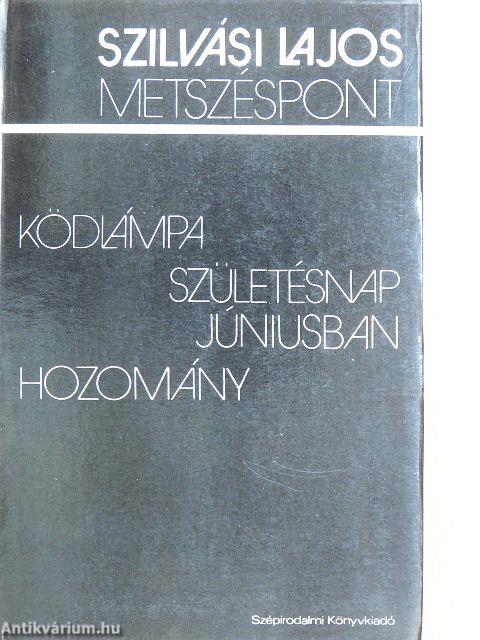 SZILVÁSI LAJOS
METSZÉSPONT
KÖDLÁMPA
SZÜLETÉSNAP
JÚNIUSBAN
HOZOMÁNY
Szépirodalmi Könyvkiadó
Antikvárium.hu